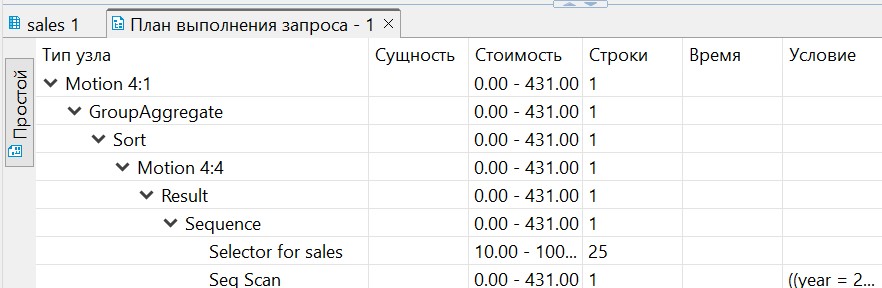 sales 1 План выполнения запроса - 1
Простой
Тип узла Сущность Стоимость Строки Время Условие
Motion 4:1 0.00 - 431.00 1
GroupAggregate 0.00 - 431.00 1
Sort 0.00 - 431.00 1
Motion 4:4 0.00 - 431.00 1
Result 0.00 - 431.00 1
Sequence 0.00 - 431.00 1
Selector for sales 10.00 - 100... 25
Seq Scan 0.00 - 431.00 1 ((year = 2...